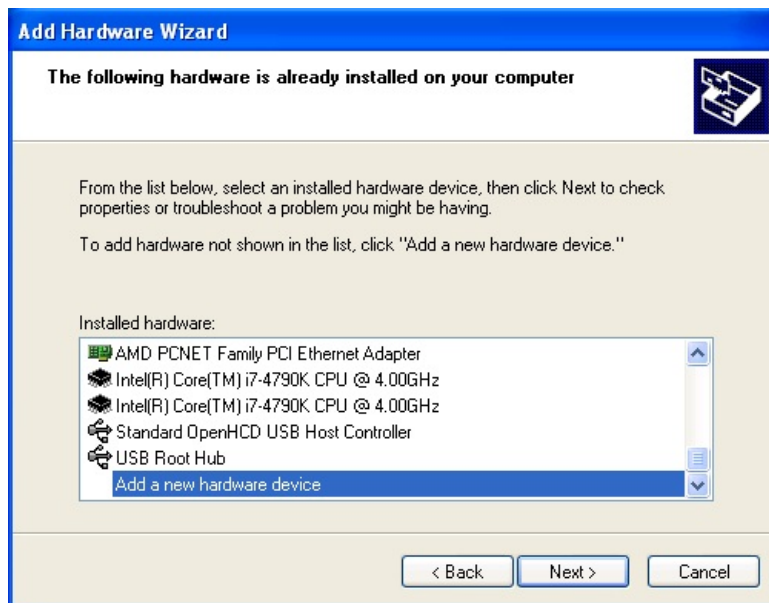 Add Hardware Wizard
The following hardware is already installed on your computer
From the list below, select an installed hardware device, then click Next to check
properties or troubleshoot a problem you might be having.
To add hardware not shown in the list, click "Add a new hardware device."
Installed hardware:
AMD PCNET Family PCI Ethernet Adapter
Intel(R) Core(TM) i7-4790K CPU @ 4.00GHz
Intel(R) Core(TM) i7-4790K CPU @ 4.00GHz
Standard OpenHCD USB Host Controller
USB Root Hub
Add a new hardware device
< Back Next > Cancel